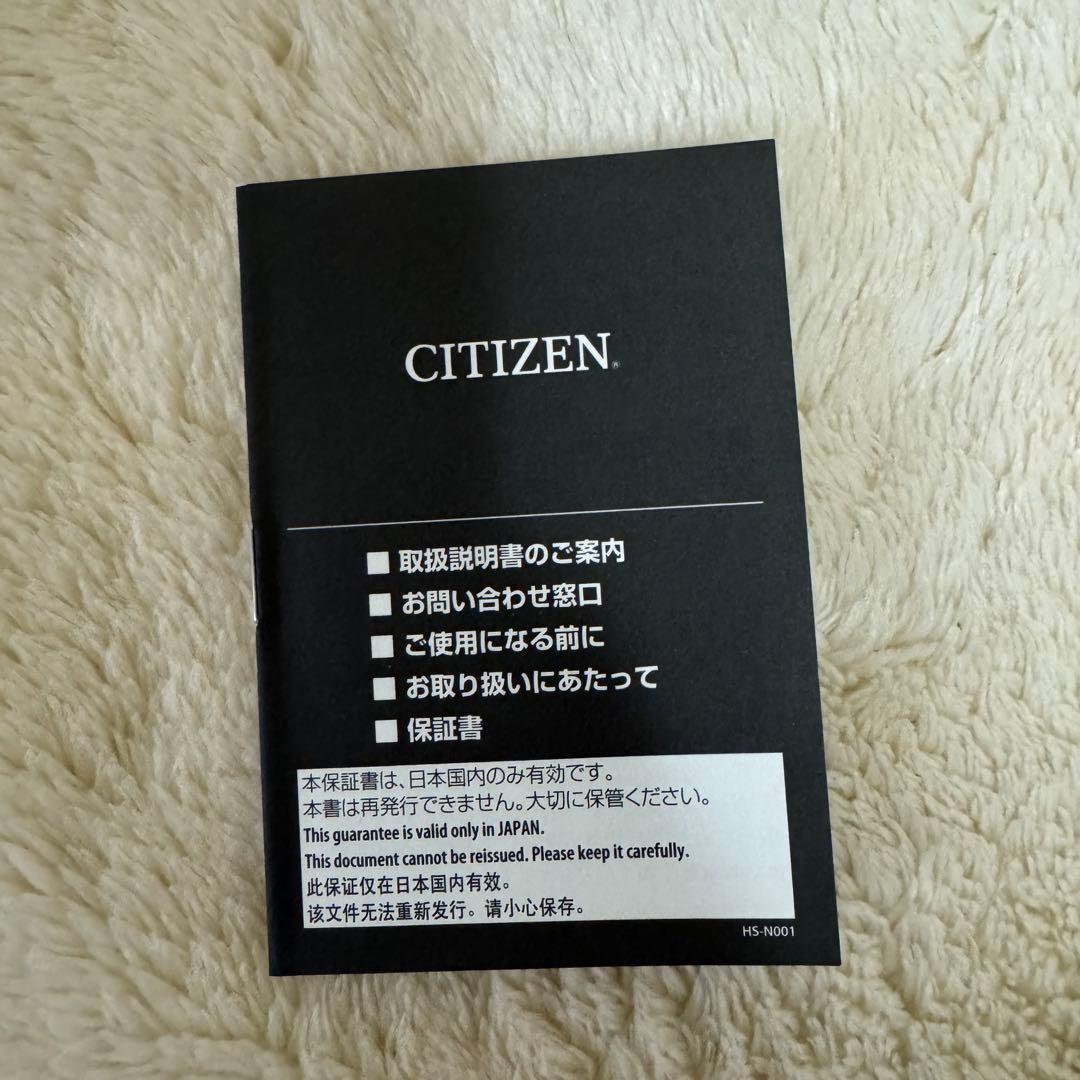 CITIZEN®
■ 取扱説明書のご案内
■ お問い合わせ窓口
■ ご使用になる前に
■ お取り扱いにあたって
■ 保証書
本保証書は、日本国内のみ有効です。
本書は再発行できません。大切に保管ください。
This guarantee is valid only in JAPAN.
This document cannot be reissued. Please keep it carefully.
此保证仅在日本国内有效。
该文件无法重新发行。请小心保存。
HS-N001